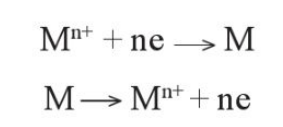 Mⁿ⁺ + ne ⟶ M
M ⟶ Mⁿ⁺ + ne